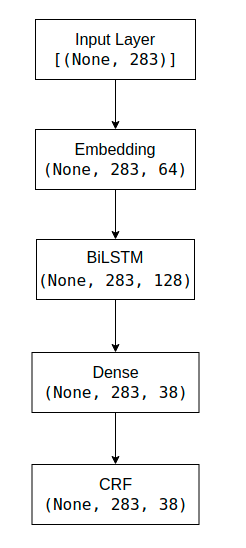 Input Layer
[(None, 283)]
Embedding
(None, 283, 64)
BiLSTM
(None, 283, 128)
Dense
(None, 283, 38)
CRF
(None, 283, 38)